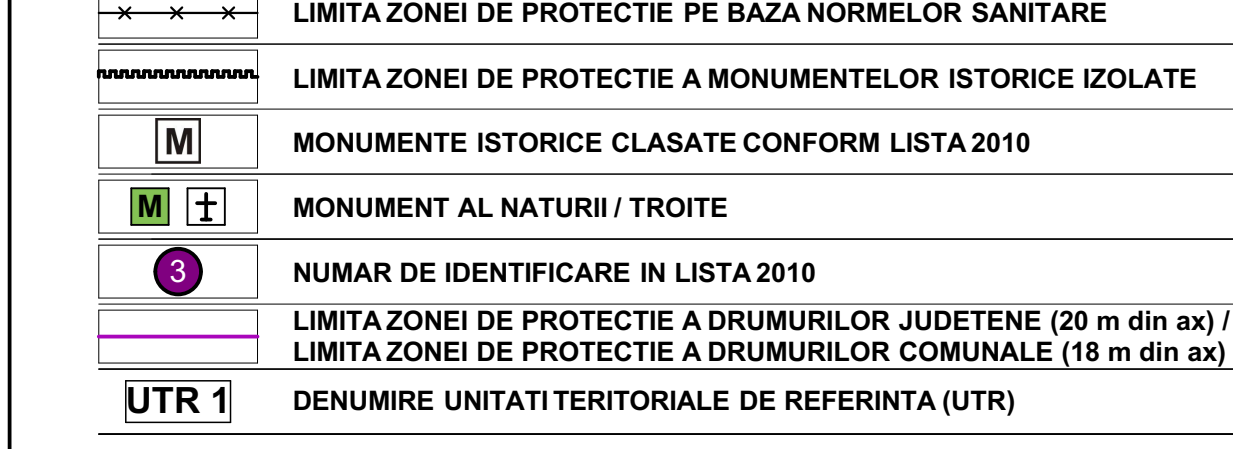 LIMITA ZONEI DE PROTECTIE PE BAZA NORMELOR SANITARE
LIMITA ZONEI DE PROTECTIE A MONUMENTELOR ISTORICE IZOLATE
M MONUMENTE ISTORICE CLASATE CONFORM LISTA 2010
M MONUMENT AL NATURII / TROITE
3 NUMAR DE IDENTIFICARE IN LISTA 2010
LIMITA ZONEI DE PROTECTIE A DRUMURILOR JUDETENE (20 m din ax) /
LIMITA ZONEI DE PROTECTIE A DRUMURILOR COMUNALE (18 m din ax)
UTR 1 DENUMIRE UNITATI TERITORIALE DE REFERINTA (UTR)